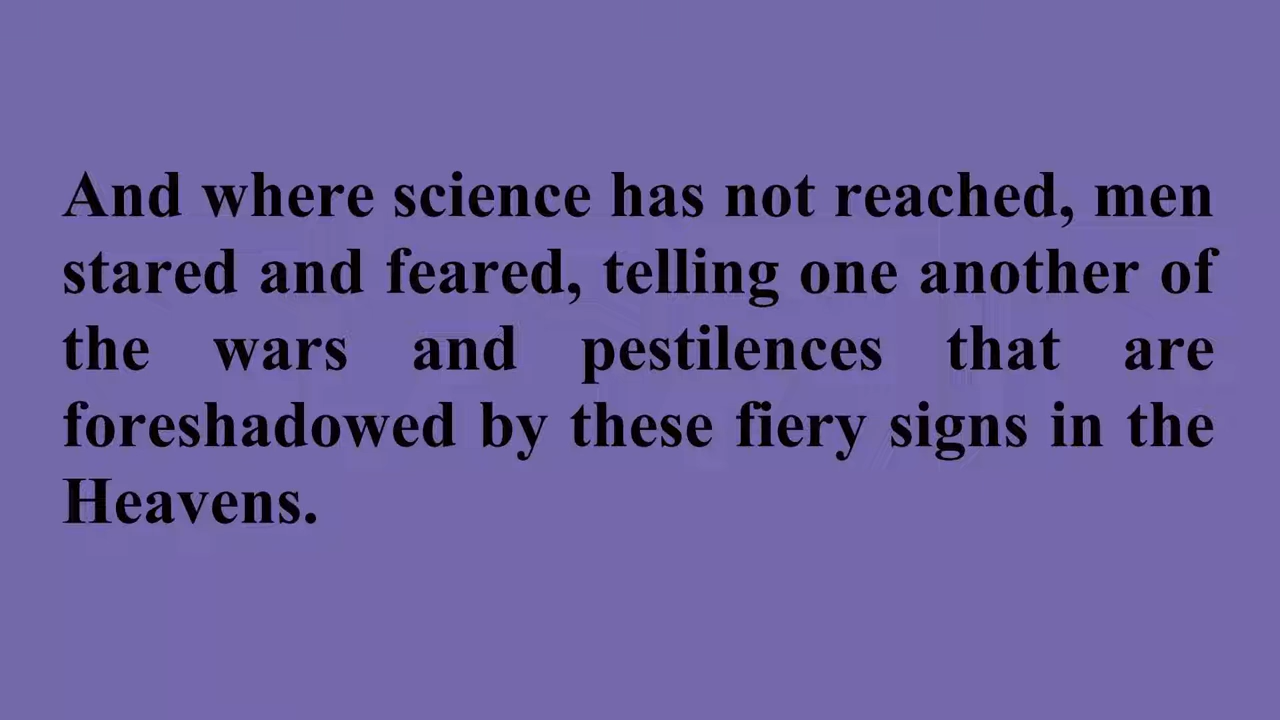 And where science has not reached, men
stared and feared, telling one another of
the wars and pestilences that are
foreshadowed by these fiery signs in the
Heavens.